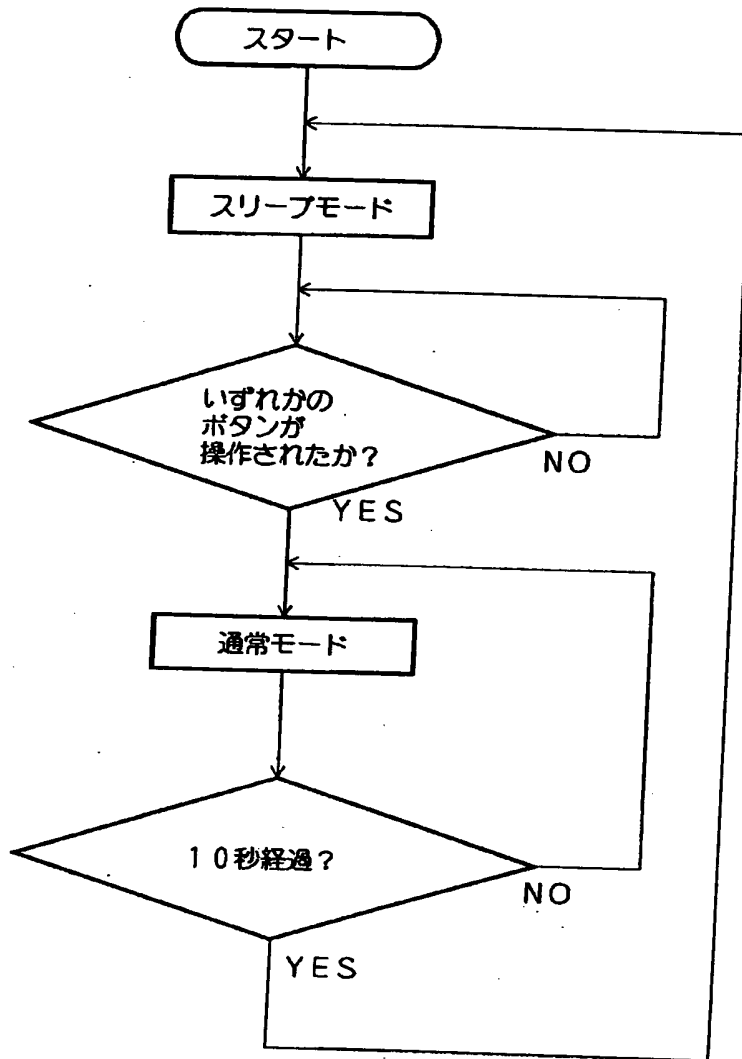 スタート
スリープモード
いずれかの
ボタンが
操作されたか？
NO
YES
通常モード
１０秒経過？
NO
YES